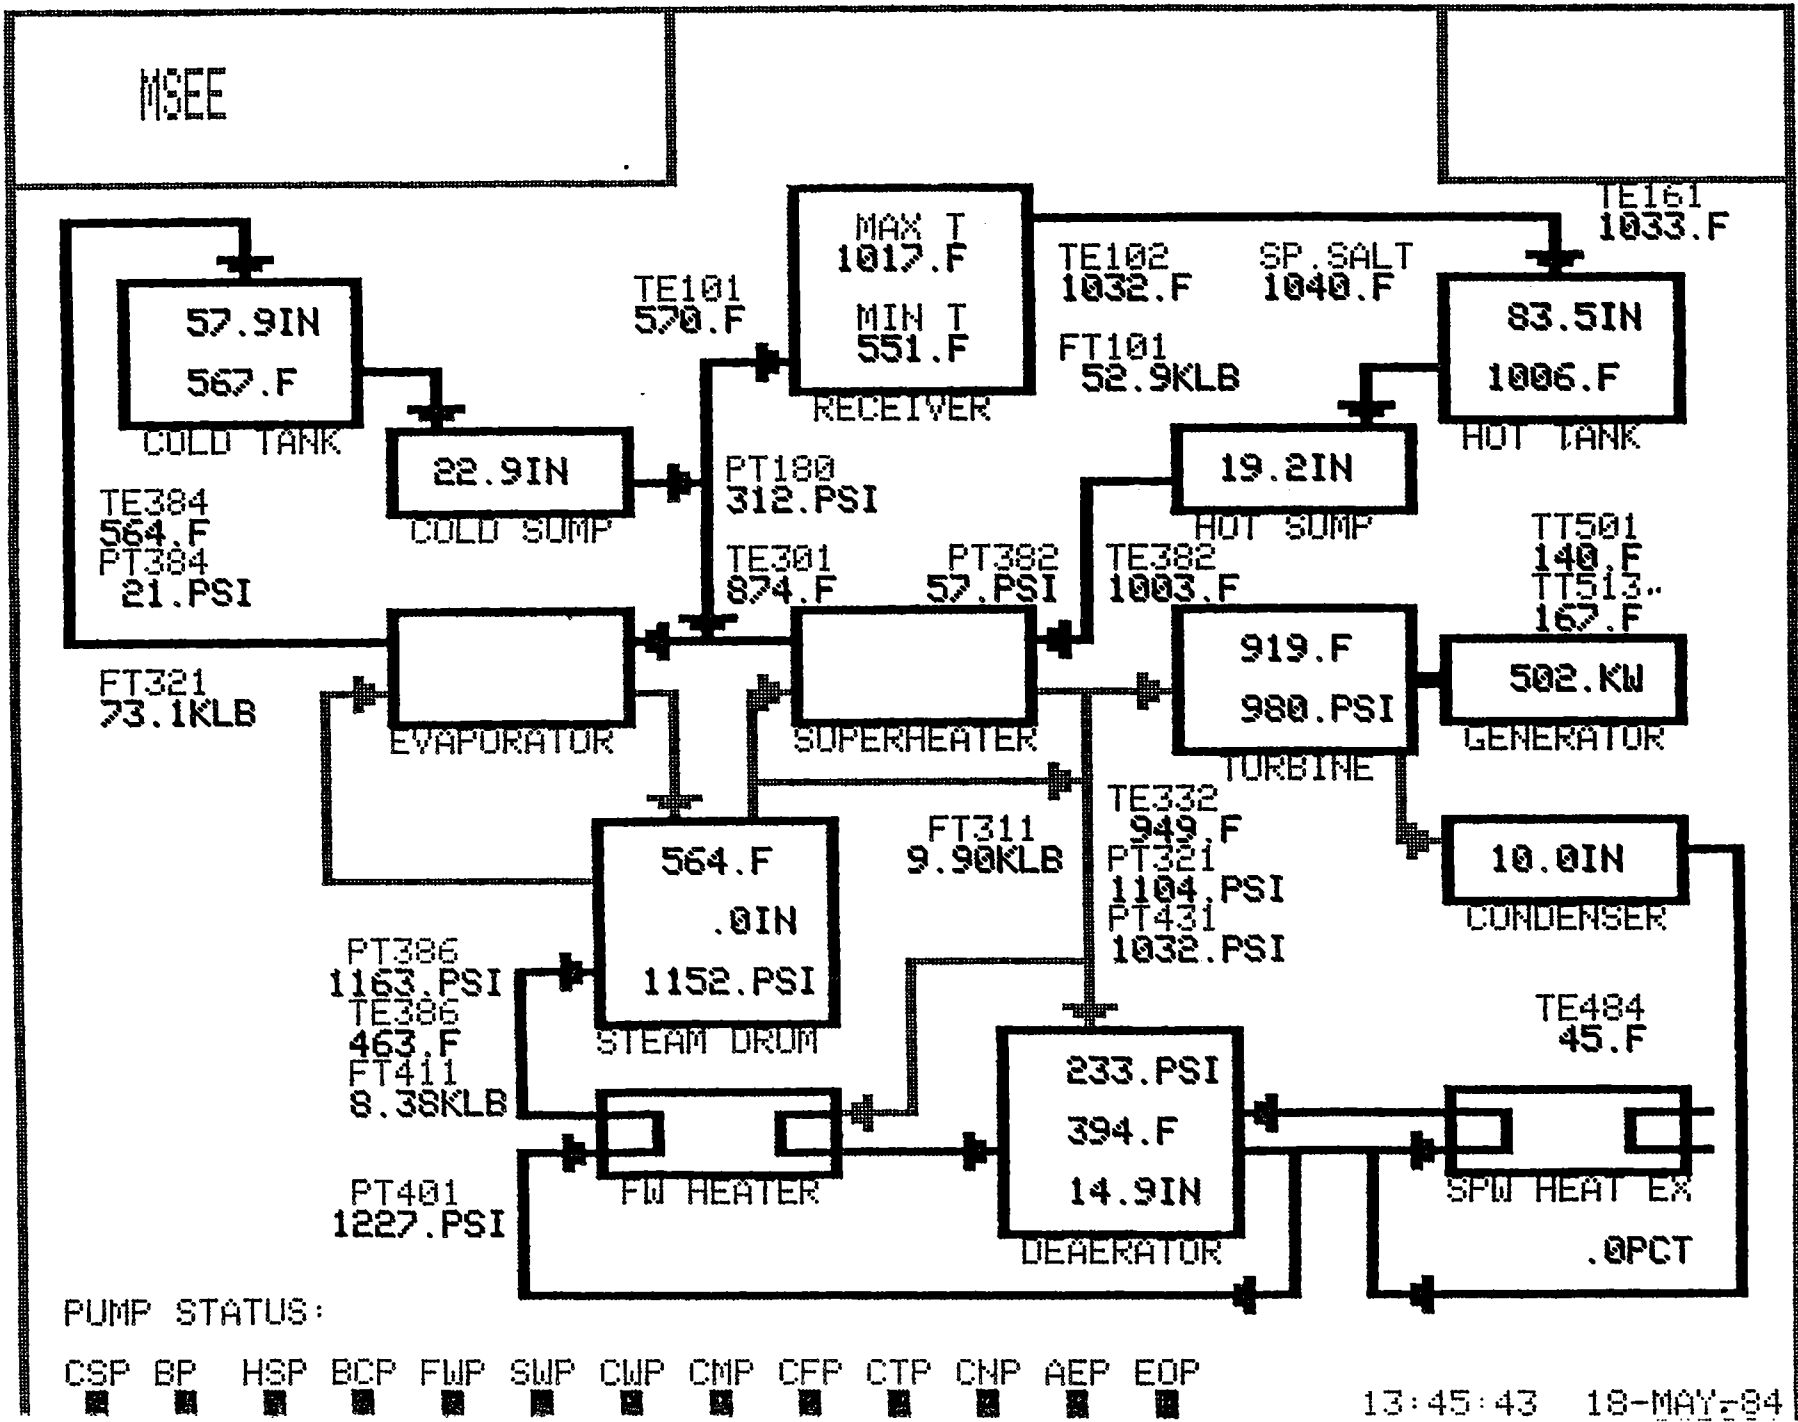 MSEE
TE161
1033.F
MAX T
1017.F
MIN T
551.F
RECEIVER
TE102
1032.F
SP.SALT
1040.F
TE101
570.F
FT101
52.9KLB
57.9IN
567.F
COLD TANK
83.5IN
1006.F
HOT TANK
22.9IN
COLD SUMP
PT180
312.PSI
19.2IN
HOT SUMP
TE384
564.F
PT384
21.PSI
TE301
874.F
PT382
57.PSI
TE382
1003.F
TT501
140.F
TT513
167.F
FT321
73.1KLB
EVAPORATOR
SUPERHEATER
919.F
980.PSI
TURBINE
502.KW
GENERATOR
564.F
.0IN
1152.PSI
STEAM DRUM
FT311
9.90KLB
TE332
949.F
PT321
1104.PSI
PT431
1032.PSI
10.0IN
CONDENSER
PT386
1163.PSI
TE386
463.F
FT411
8.38KLB
FW HEATER
233.PSI
394.F
14.9IN
DEAERATOR
TE484
45.F
SPW HEAT EX
.0PCT
PT401
1227.PSI
PUMP STATUS:
CSP BP HSP BCP FWP SWP CWP CMP CFP CTP CNP AEP EOP
13:45:43 18-MAY-84